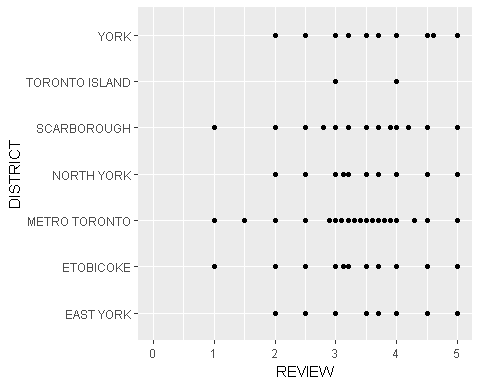 YORK
TORONTO ISLAND
SCARBOROUGH
NORTH YORK
METRO TORONTO
ETOBICOKE
EAST YORK
DISTRICT
0 1 2 3 4 5
REVIEW